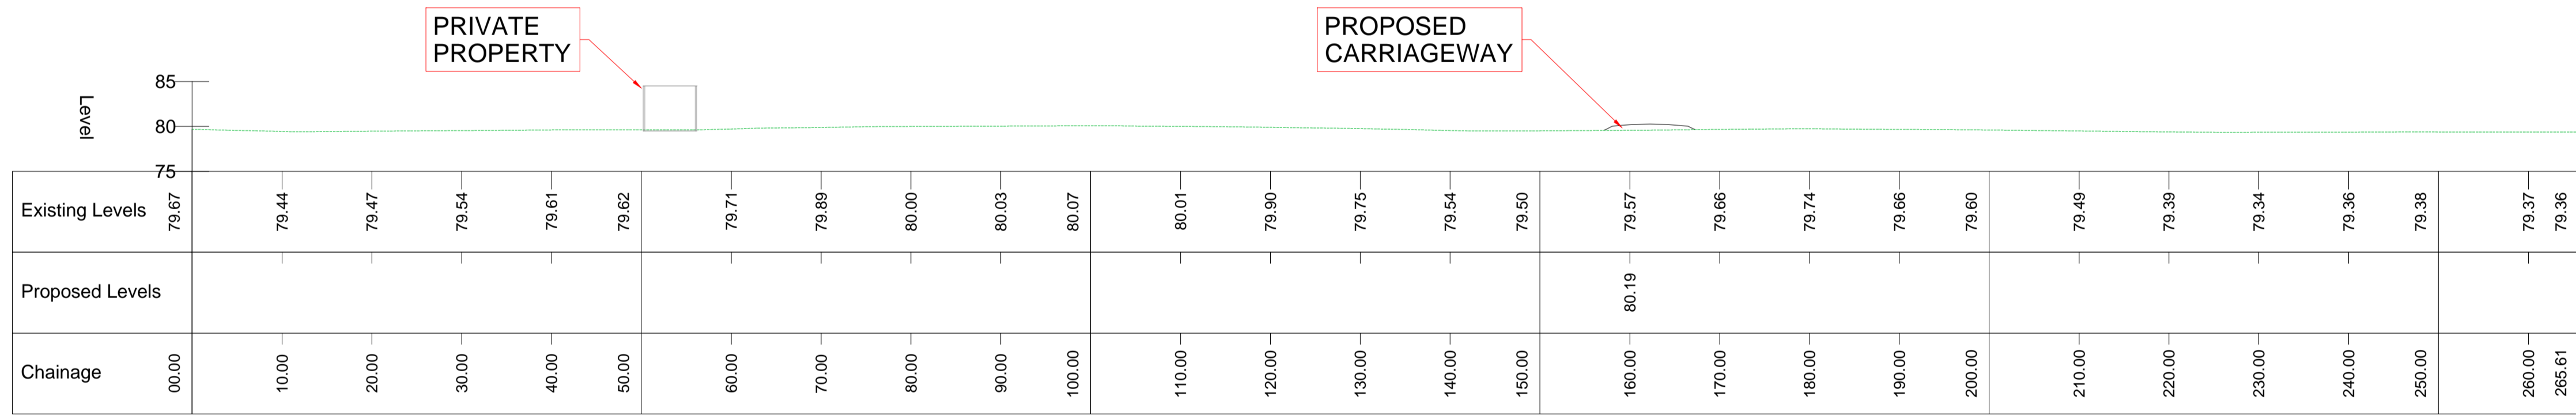 PRIVATE
PROPERTY
PROPOSED
CARRIAGEWAY
Level
85
80
75
Existing Levels 79.67 79.44 79.47 79.54 79.61 79.62 79.71 79.89 80.00 80.03 80.07 80.01 79.90 79.75 79.54 79.50 79.57 79.66 79.74 79.66 79.60 79.49 79.39 79.34 79.36 79.38 79.37 79.36
Proposed Levels 80.19
Chainage 00.00 10.00 20.00 30.00 40.00 50.00 60.00 70.00 80.00 90.00 100.00 110.00 120.00 130.00 140.00 150.00 160.00 170.00 180.00 190.00 200.00 210.00 220.00 230.00 240.00 250.00 260.00 265.61